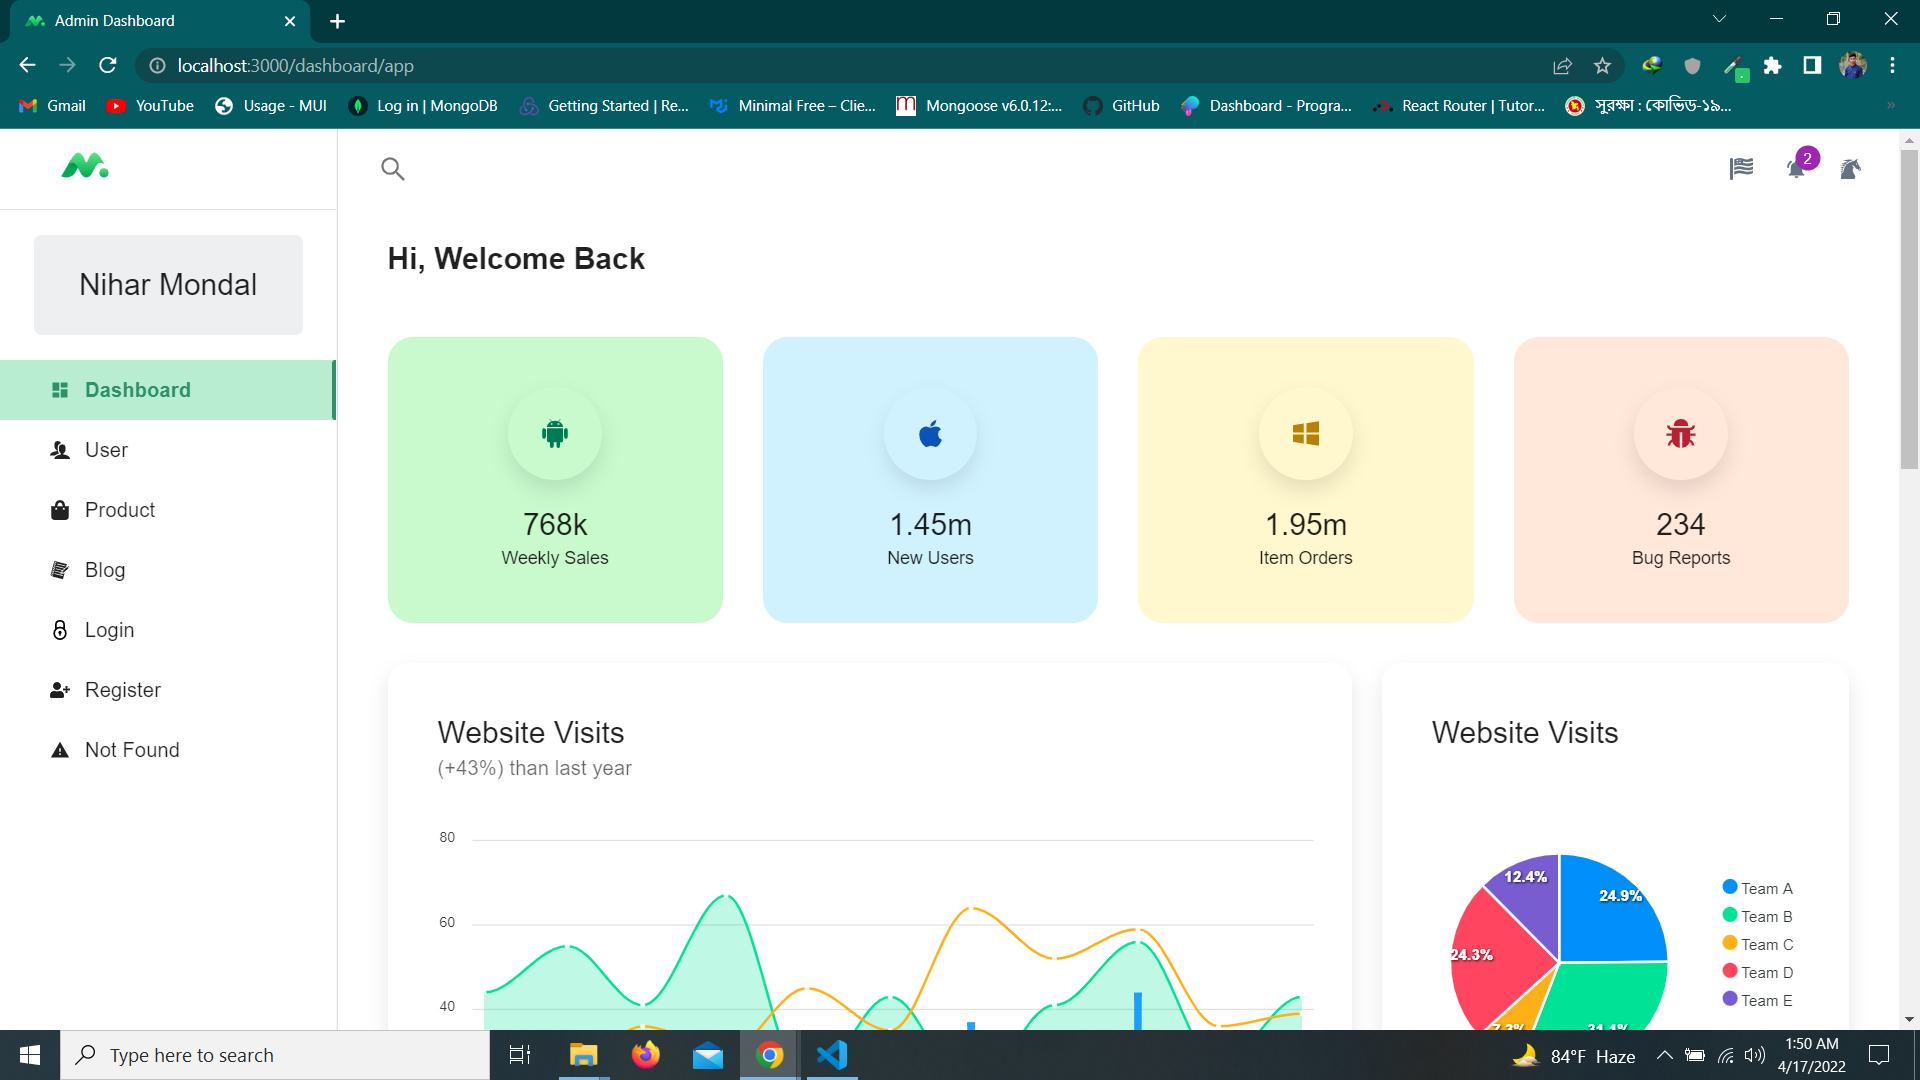 Admin Dashboard
localhost:3000/dashboard/app
Gmail YouTube Usage - MUI Log in | MongoDB Getting Started | Re... Minimal Free – Clie... Mongoose v6.0.12:... GitHub Dashboard - Progra... React Router | Tutor... সুরক্ষা : কোভিড-১৯...
2
Hi, Welcome Back
Nihar Mondal
Dashboard
User
Product
Blog
Login
Register
Not Found
768k
Weekly Sales
1.45m
New Users
1.95m
Item Orders
234
Bug Reports
Website Visits
(+43%) than last year
80
60
40
Website Visits
12.4%
24.9%
24.3%
7.3%
31.1%
Team A
Team B
Team C
Team D
Team E
Type here to search
84°F Haze
1:50 AM
4/17/2022